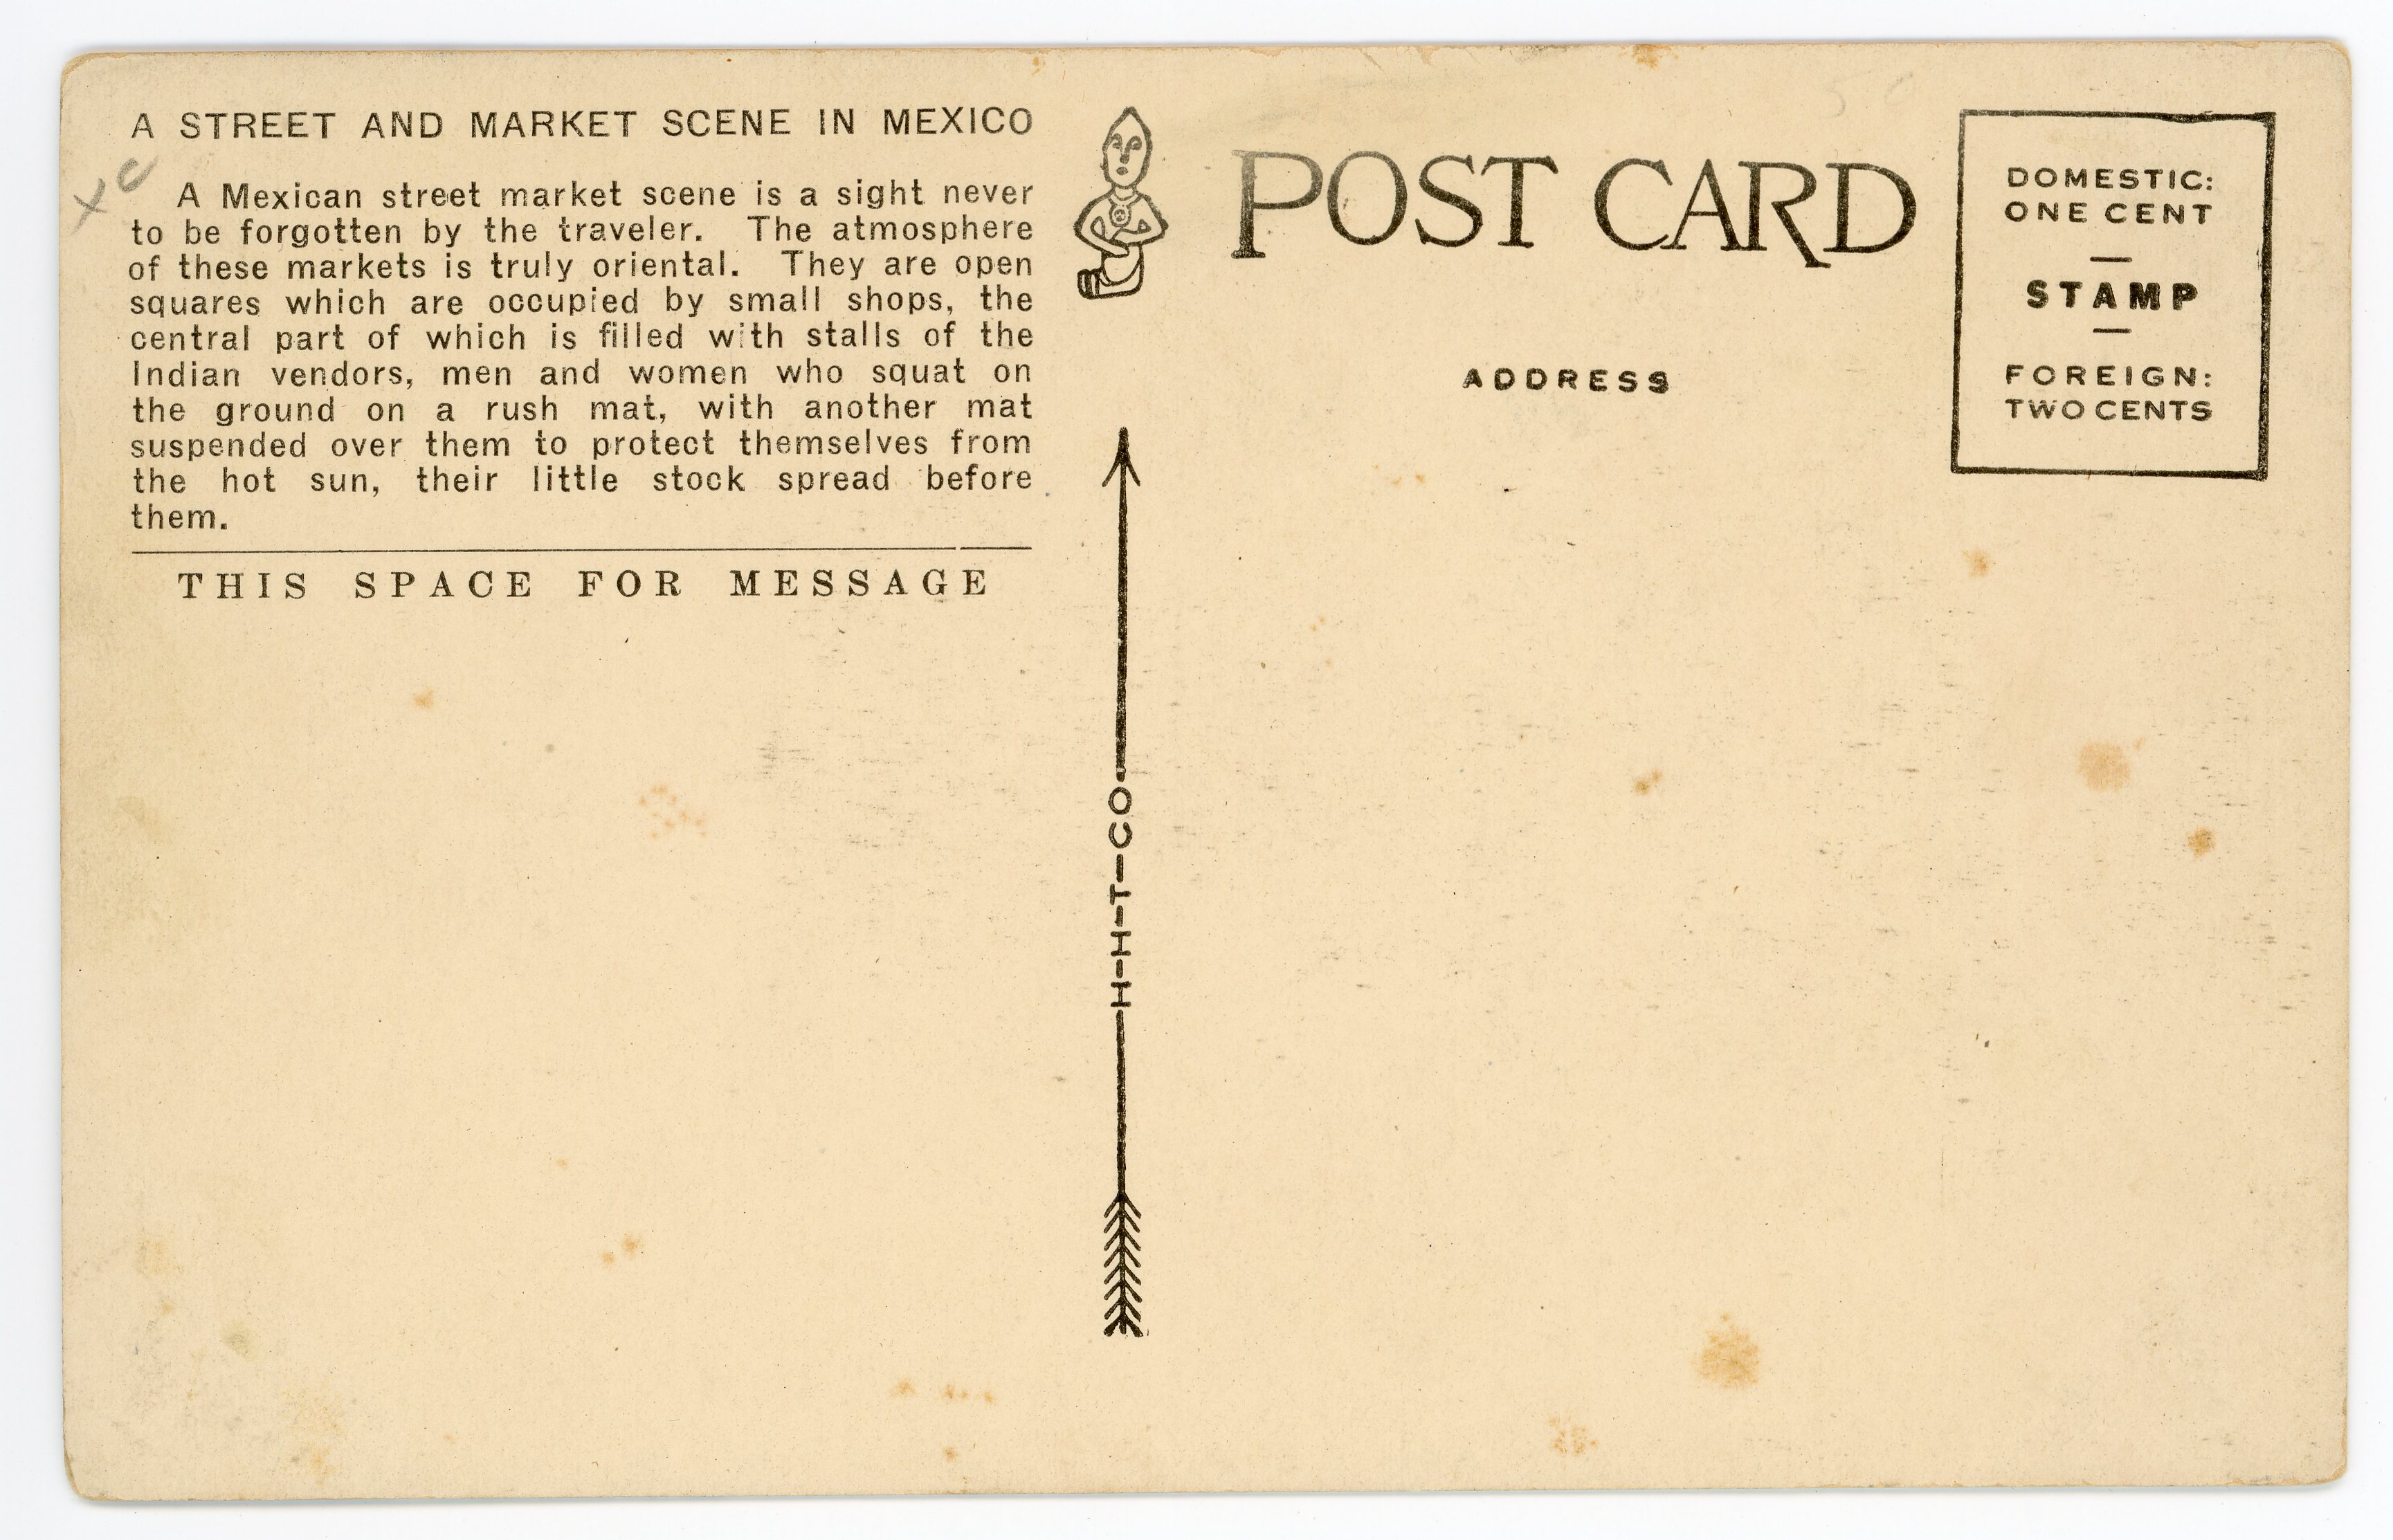 A STREET AND MARKET SCENE IN MEXICO
xc
A Mexican street market scene is a sight never
to be forgotten by the traveler. The atmosphere
of these markets is truly oriental. They are open
squares which are occupied by small shops, the
central part of which is filled with stalls of the
Indian vendors, men and women who squat on
the ground on a rush mat, with another mat
suspended over them to protect themselves from
the hot sun, their little stock spread before
them.
THIS SPACE FOR MESSAGE
H-H-T-CO.
POST CARD
ADDRESS
DOMESTIC:
ONE CENT
STAMP
FOREIGN:
TWO CENTS